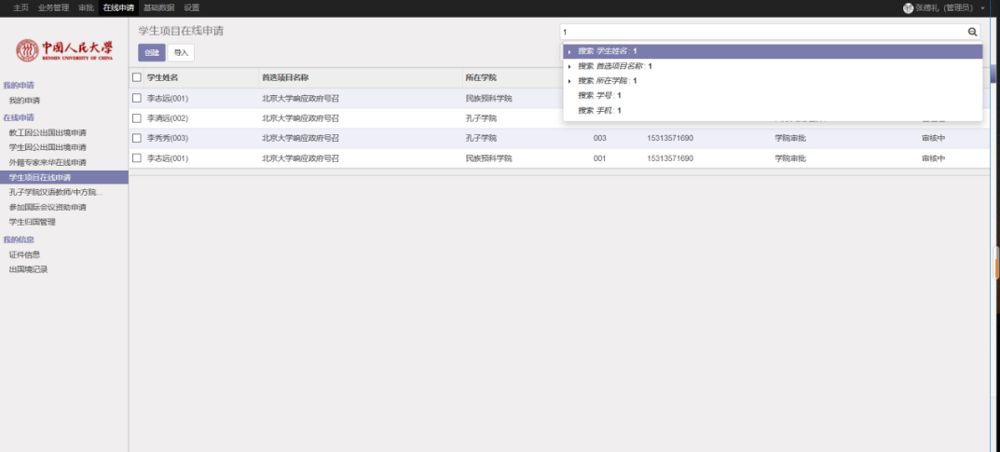 主页 业务管理 审批 在线申请 基础数据 设置 张德礼 (管理员)
中国人民大学
RENMIN UNIVERSITY OF CHINA
我的申请
我的申请
在线申请
教工因公出国出境申请
学生因公出国出境申请
外籍专家来华在线申请
学生项目在线申请
孔子学院汉语教师/中方院...
参加国际会议资助申请
学生归国管理
我的信息
证件信息
出国境记录
学生项目在线申请
1
创建 导入
搜索 学生姓名 : 1
搜索 首选项目名称 : 1
搜索 所在学院 : 1
搜索 学号 : 1
搜索 手机 : 1
学生姓名 首选项目名称 所在学院
李志远(001) 北京大学响应政府号召 民族预科学院
李清远(002) 北京大学响应政府号召 孔子学院
李秀秀(003) 北京大学响应政府号召 孔子学院 003 15313571690 学院审批 审核中
李志远(001) 北京大学响应政府号召 民族预科学院 001 15313571690 学院审批 审核中